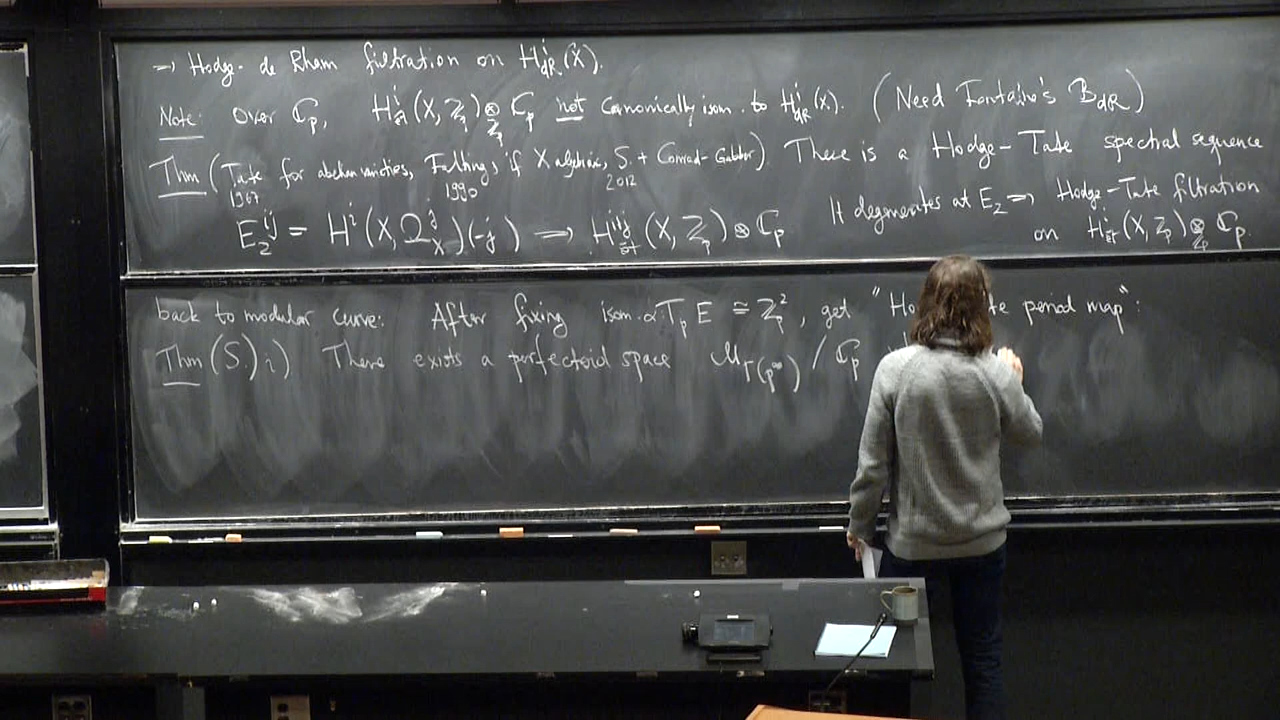 → Hodge-de Rham filtration on H^i_dR(X).
Note: Over ℂ_p, H^i_ét(X, ℤ_p) ⊗_ℤ_p ℂ_p not canonically isom. to H^i_dR(X). (Need Fontaine's B_dR)
Thm (Tate for abelian varieties, Faltings, if X algebraic, S. + Conrad-Gabber). There is a Hodge-Tate spectral sequence
1967 1990 2012
E_2^{ij} = H^i(X, Ω^j_X)(-j) ⇒ H^{i+j}_ét(X, ℤ_p) ⊗ ℂ_p. It degenerates at E_2 ⇒ Hodge-Tate filtration
on H^i_ét(X, ℤ_p) ⊗_ℤ_p ℂ_p.
back to modular curve: After fixing isom. α: T_p E ≅ ℤ_p^2, get "Ho te period map":
Thm (S.) i) There exists a perfectoid space M_Γ(p^∞) / ℂ_p